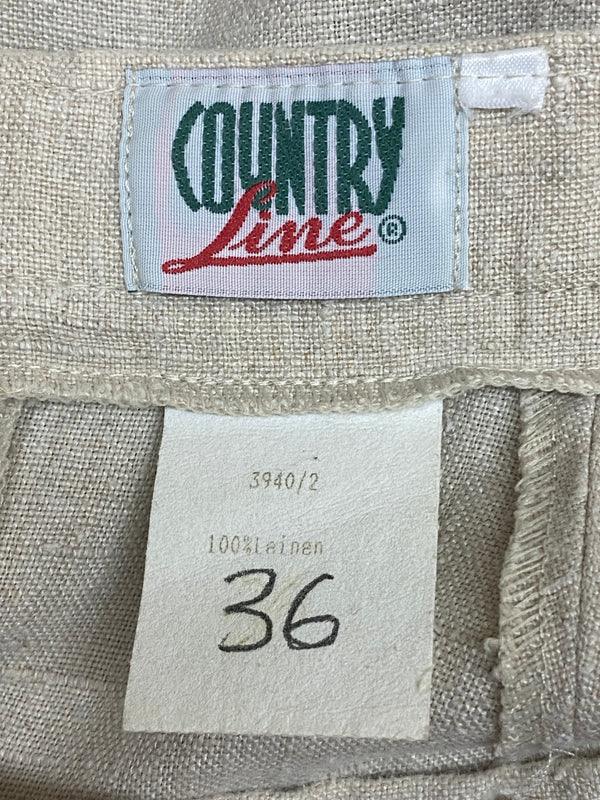 COUNTRY
Line ®
3940/2
100%Leinen
36